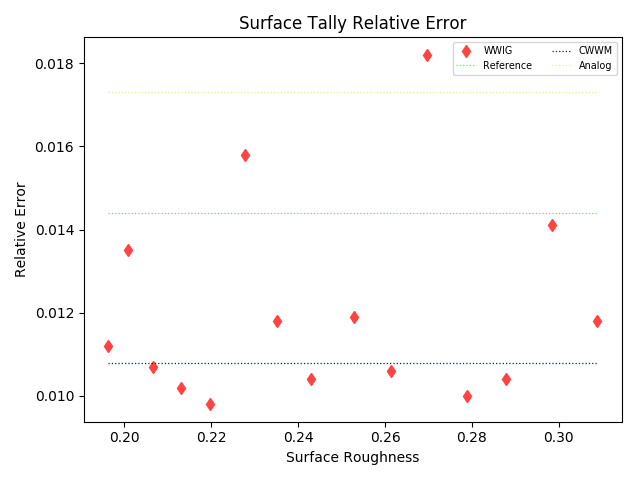 Surface Tally Relative Error
WWIG
Reference
CWWM
Analog
0.018
0.016
0.014
0.012
0.010
Relative Error
0.20 0.22 0.24 0.26 0.28 0.30
Surface Roughness